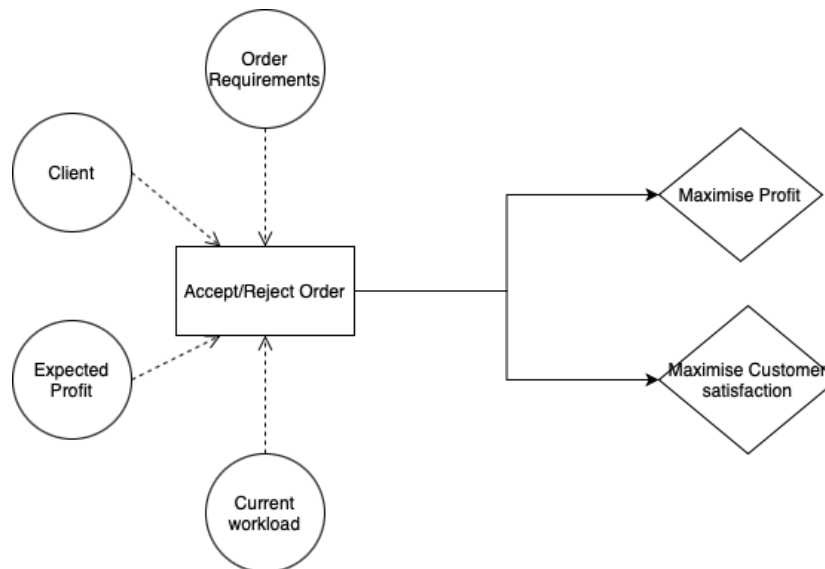 Order
Requirements
Client
Maximise Profit
Accept/Reject Order
Expected
Profit
Maximise Customer
satisfaction
Current
workload